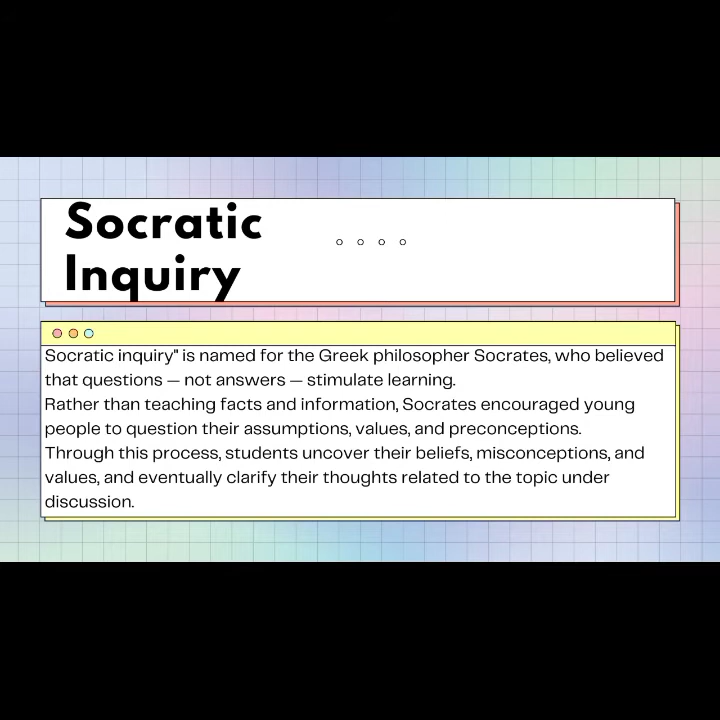 Socratic
Inquiry
Socratic inquiry" is named for the Greek philosopher Socrates, who believed
that questions — not answers — stimulate learning.
Rather than teaching facts and information, Socrates encouraged young
people to question their assumptions, values, and preconceptions.
Through this process, students uncover their beliefs, misconceptions, and
values, and eventually clarify their thoughts related to the topic under
discussion.